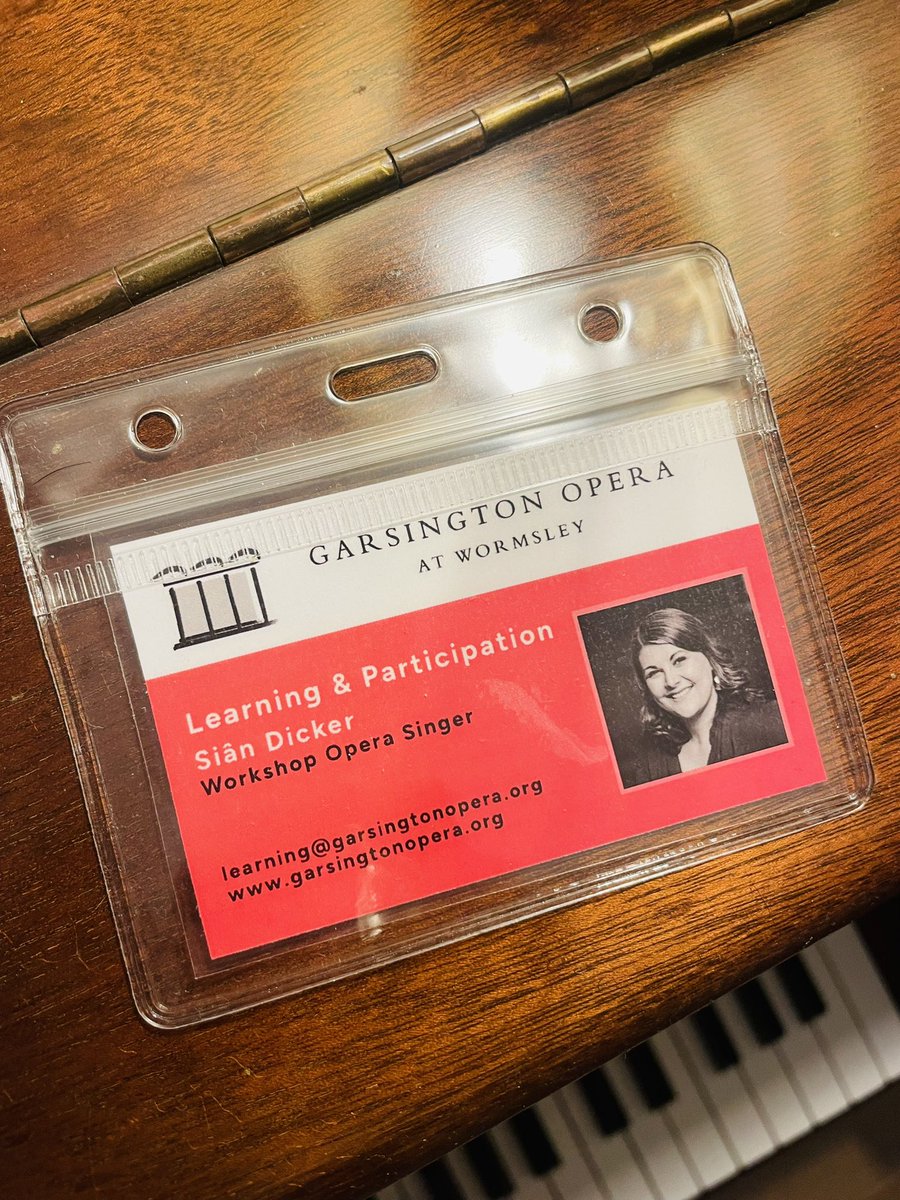 GARSINGTON OPERA
AT WORMSLEY
Learning & Participation
Siân Dicker
Workshop Opera Singer
learning@garsingtonopera.org
www.garsingtonopera.org